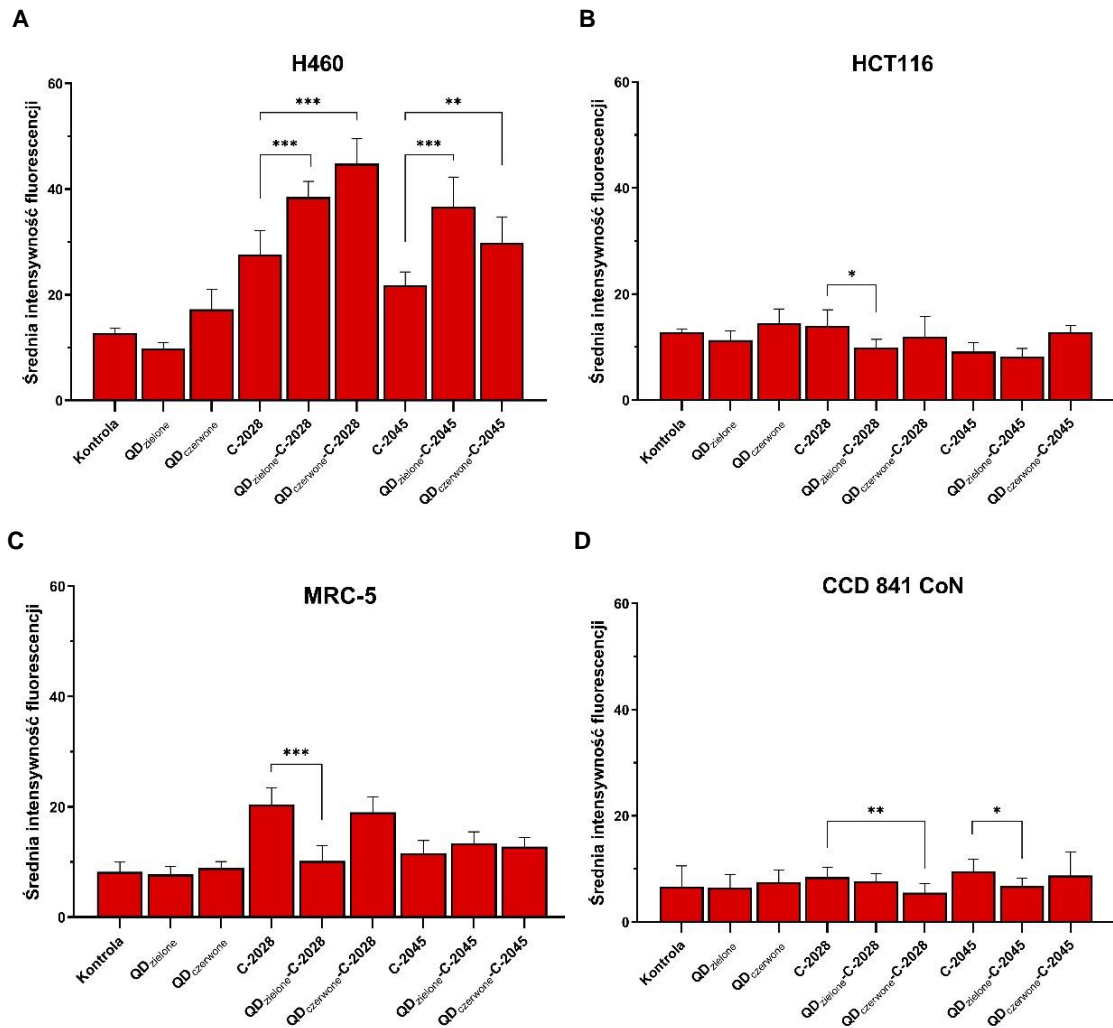 A
H460
Średnia intensywność fluorescencji
60
40
20
0
***
**
***
***
Kontrola
QDzielone
QDczerwone
C-2028
QDzielone-C-2028
QDczerwone-C-2028
C-2045
QDzielone-C-2045
QDczerwone-C-2045
B
HCT116
Średnia intensywność fluorescencji
60
40
20
0
*
Kontrola
QDzielone
QDczerwone
C-2028
QDzielone-C-2028
QDczerwone-C-2028
C-2045
QDzielone-C-2045
QDczerwone-C-2045
C
MRC-5
Średnia intensywność fluorescencji
60
40
20
0
***
Kontrola
QDzielone
QDczerwone
C-2028
QDzielone-C-2028
QDczerwone-C-2028
C-2045
QDzielone-C-2045
QDczerwone-C-2045
D
CCD 841 CoN
Średnia intensywność fluorescencji
60
40
20
0
**
*
Kontrola
QDzielone
QDczerwone
C-2028
QDzielone-C-2028
QDczerwone-C-2028
C-2045
QDzielone-C-2045
QDczerwone-C-2045